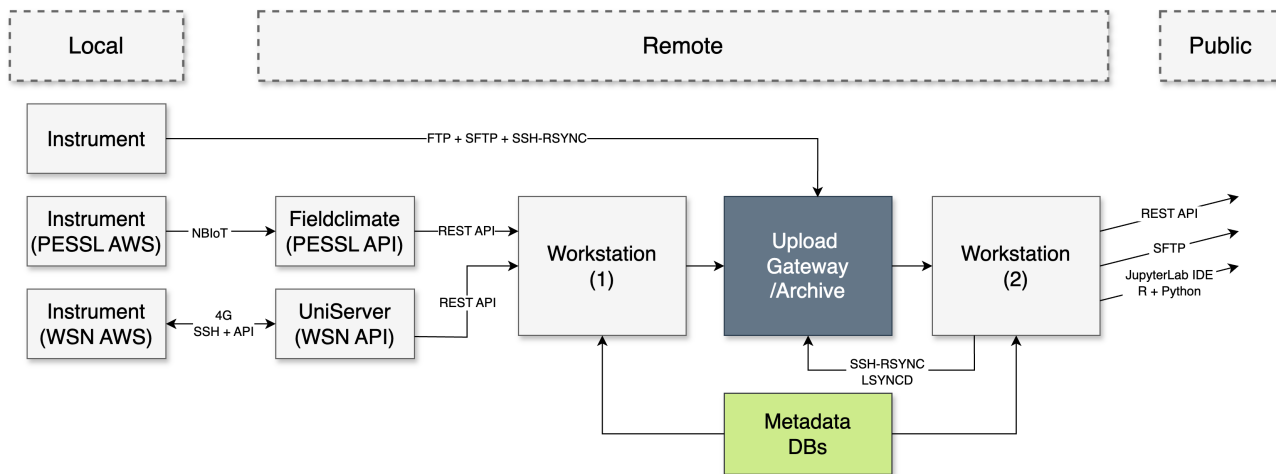 Local
Remote
Public
Instrument
FTP + SFTP + SSH-RSYNC
Instrument
(PESSL AWS)
NBIoT
Fieldclimate
(PESSL API)
REST API
Workstation
(1)
Upload
Gateway
/Archive
Workstation
(2)
REST API
SFTP
JupyterLab IDE
R + Python
Instrument
(WSN AWS)
4G
SSH + API
UniServer
(WSN API)
REST API
SSH-RSYNC
LSYNCD
Metadata
DBs